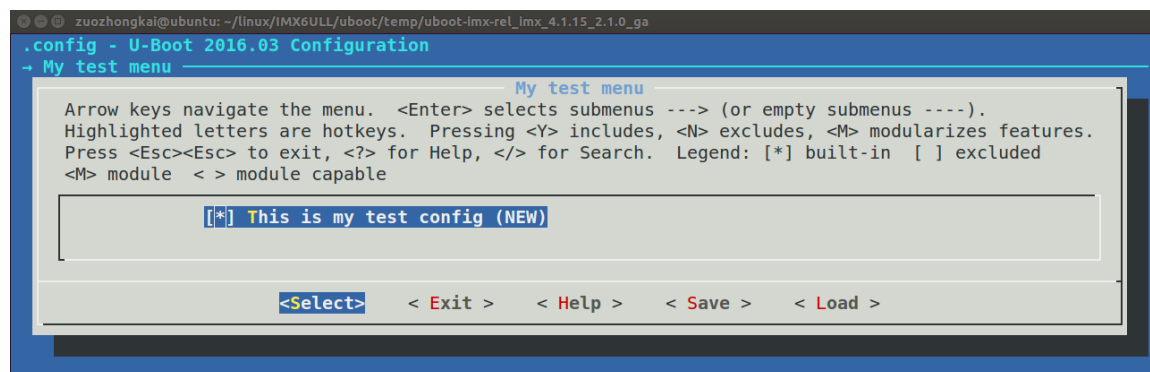 zuozhongkai@ubuntu: ~/linux/IMX6ULL/uboot/temp/uboot-imx-rel_imx_4.1.15_2.1.0_ga
.config - U-Boot 2016.03 Configuration
→ My test menu
My test menu
Arrow keys navigate the menu.  <Enter> selects submenus ---> (or empty submenus ----).
Highlighted letters are hotkeys.  Pressing <Y> includes, <N> excludes, <M> modularizes features.
Press <Esc><Esc> to exit, <?> for Help, </> for Search.  Legend: [*] built-in  [ ] excluded
<M> module  < > module capable
[*] This is my test config (NEW)
<Select>    < Exit >    < Help >    < Save >    < Load >